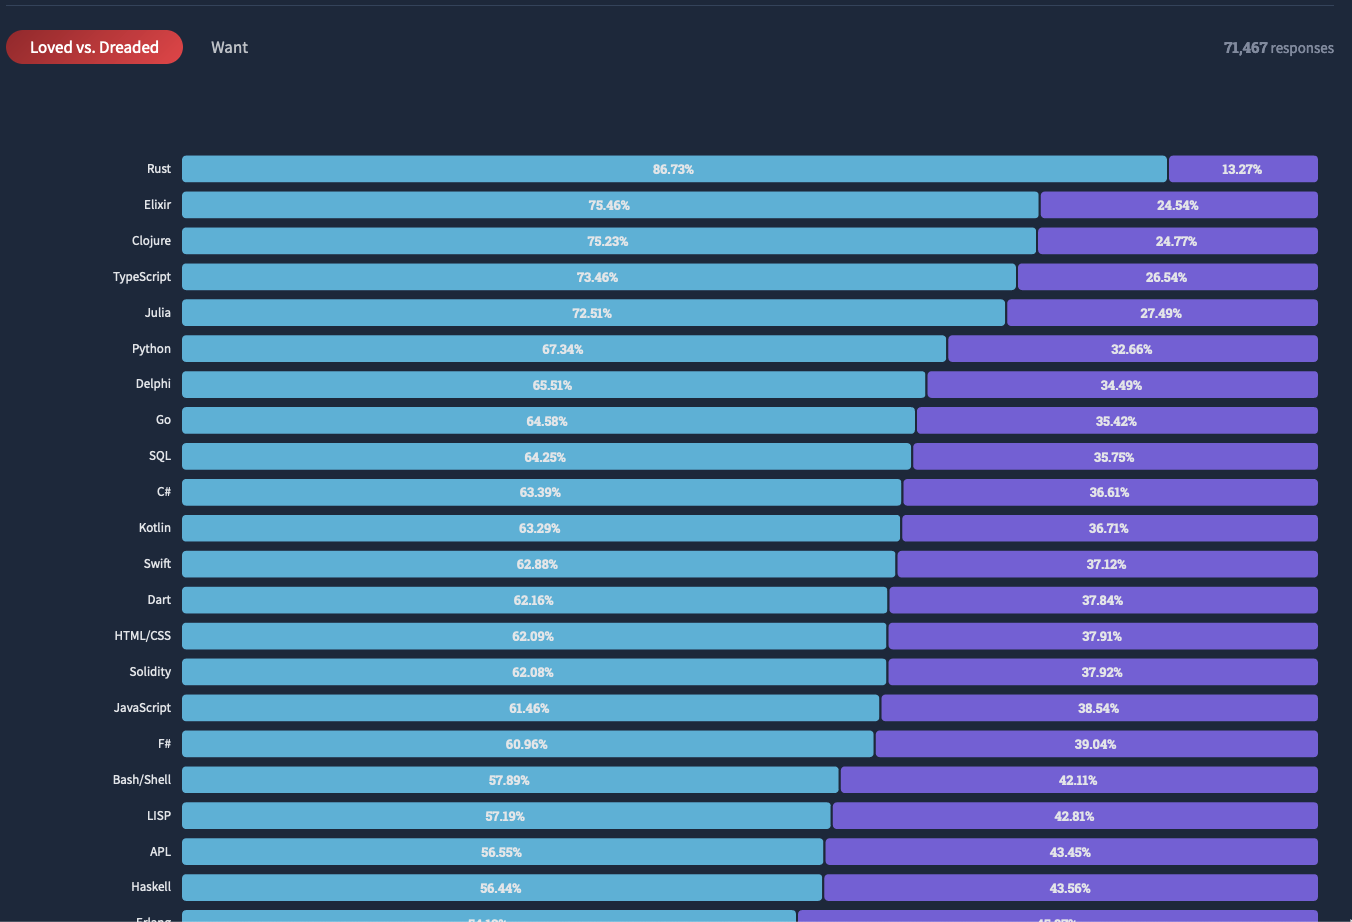 Loved vs. Dreaded Want 71,467 responses
Rust 86.73% 13.27%
Elixir 75.46% 24.54%
Clojure 75.23% 24.77%
TypeScript 73.46% 26.54%
Julia 72.51% 27.49%
Python 67.34% 32.66%
Delphi 65.51% 34.49%
Go 64.58% 35.42%
SQL 64.25% 35.75%
C# 63.39% 36.61%
Kotlin 63.29% 36.71%
Swift 62.88% 37.12%
Dart 62.16% 37.84%
HTML/CSS 62.09% 37.91%
Solidity 62.08% 37.92%
JavaScript 61.46% 38.54%
F# 60.96% 39.04%
Bash/Shell 57.89% 42.11%
LISP 57.19% 42.81%
APL 56.55% 43.45%
Haskell 56.44% 43.56%
Erlang